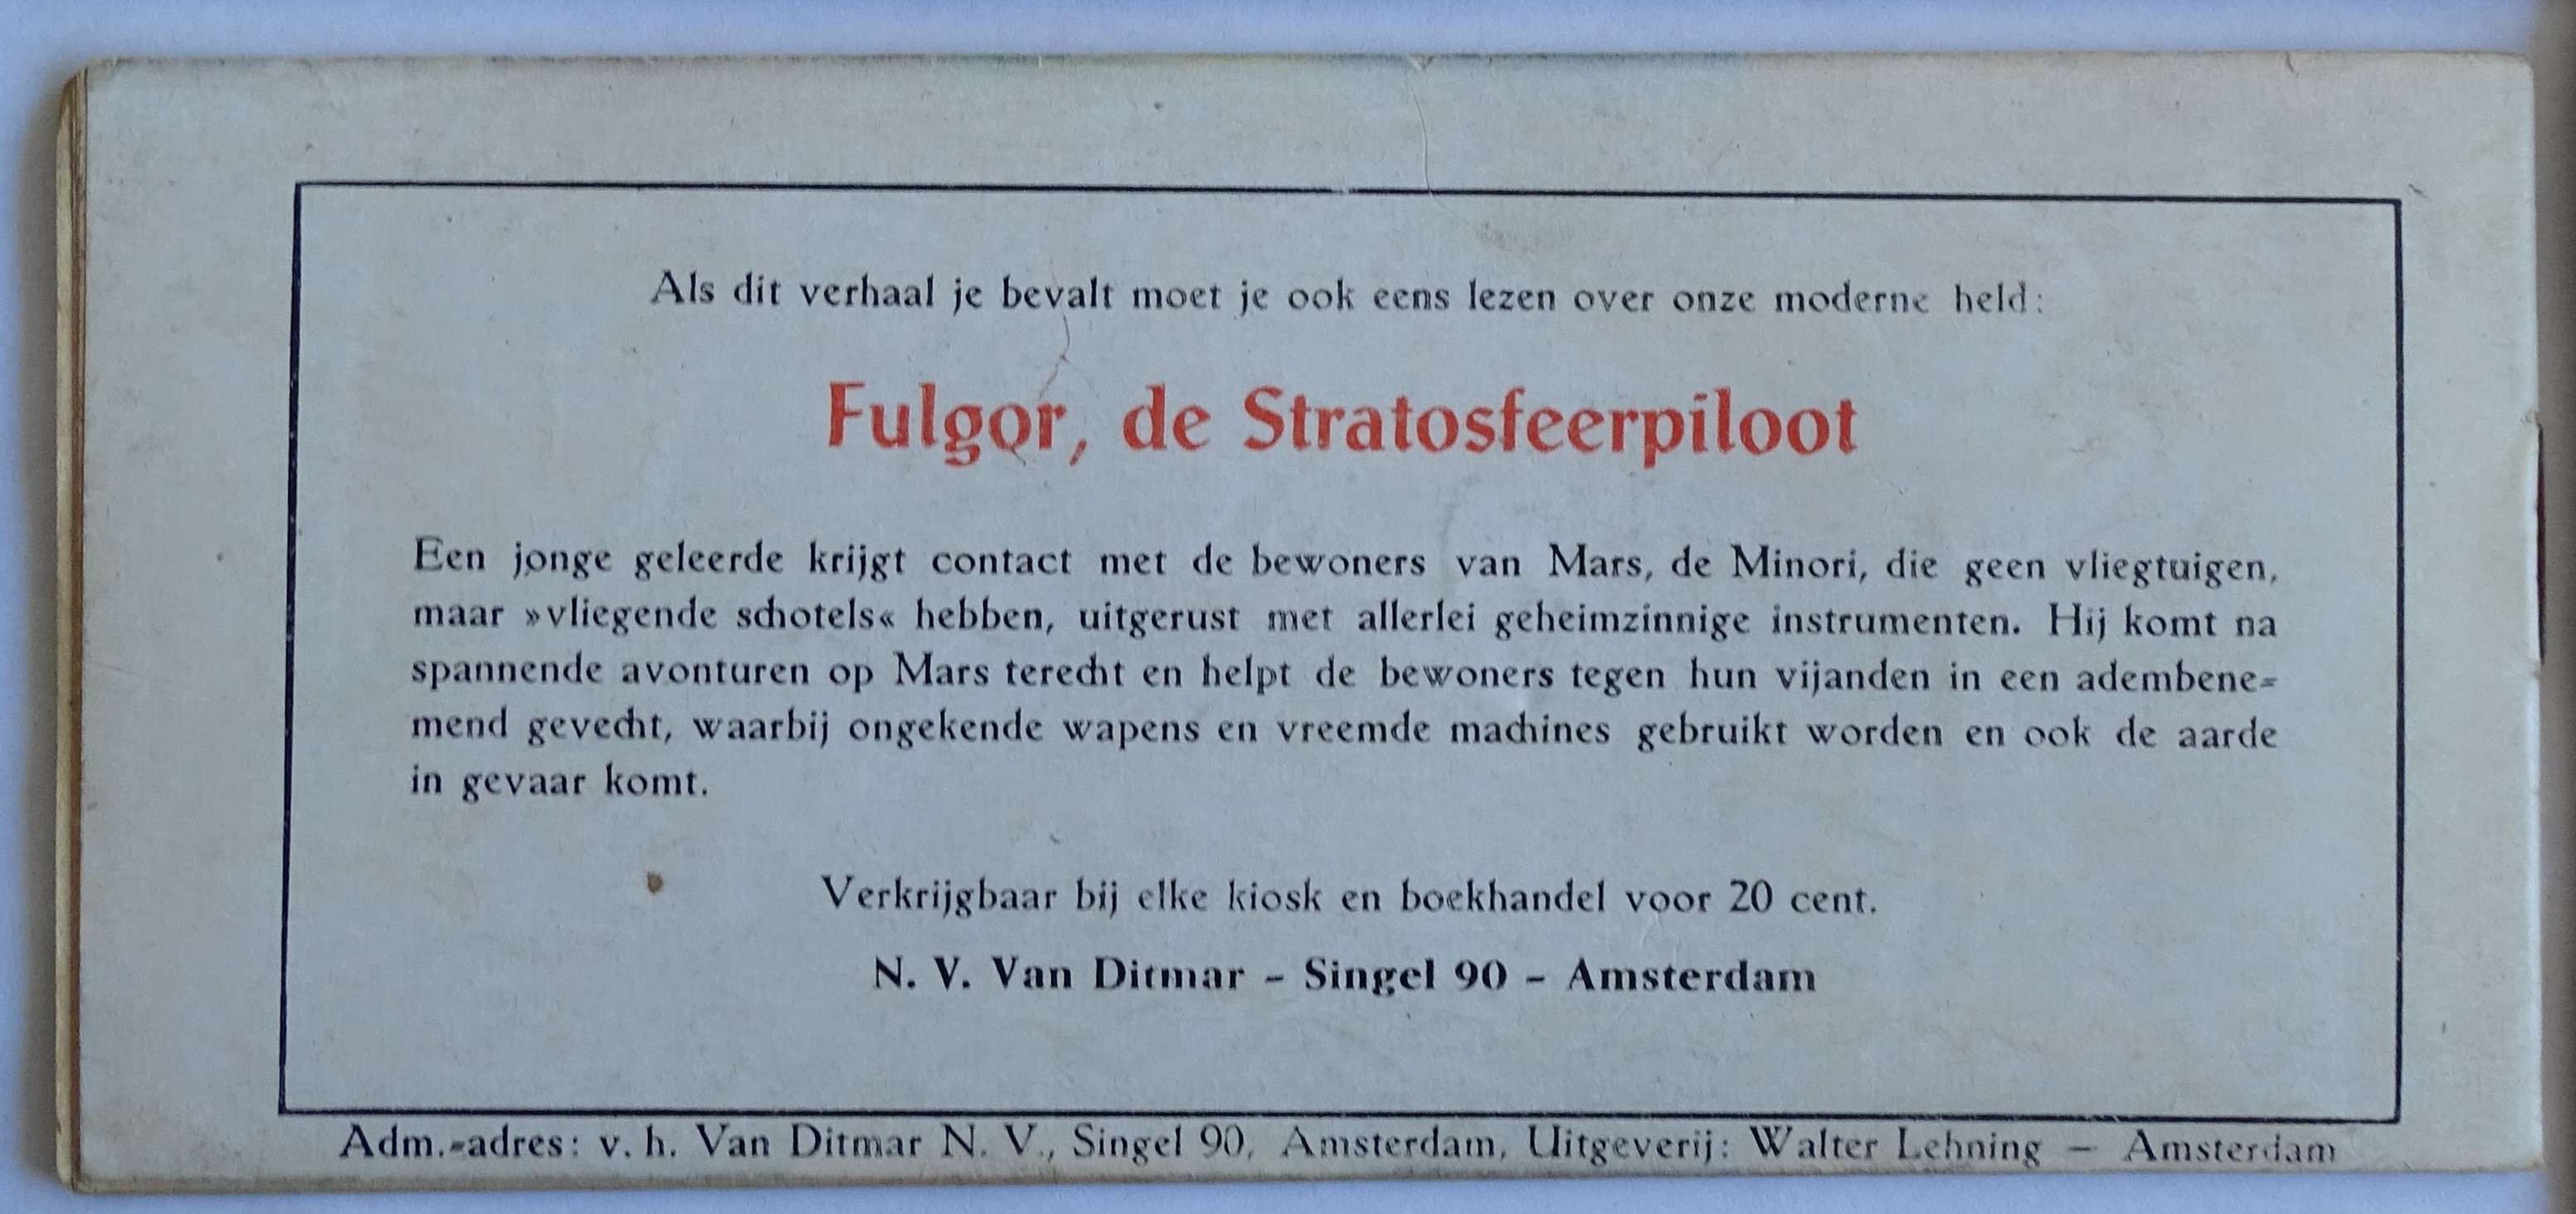 Als dit verhaal je bevalt moet je ook eens lezen over onze moderne held:
Fulgor, de Stratosfeerpiloot
Een jonge geleerde krijgt contact met de bewoners van Mars, de Minori, die geen vliegtuigen,
maar »vliegende schotels« hebben, uitgerust met allerlei geheimzinnige instrumenten. Hij komt na
spannende avonturen op Mars terecht en helpt de bewoners tegen hun vijanden in een adembene-
mend gevecht, waarbij ongekende wapens en vreemde machines gebruikt worden en ook de aarde
in gevaar komt.
Verkrijgbaar bij elke kiosk en boekhandel voor 20 cent.
N. V. Van Ditmar - Singel 90 - Amsterdam
Adm.-adres: v. h. Van Ditmar N. V., Singel 90, Amsterdam, Uitgeverij: Walter Lehning — Amsterdam